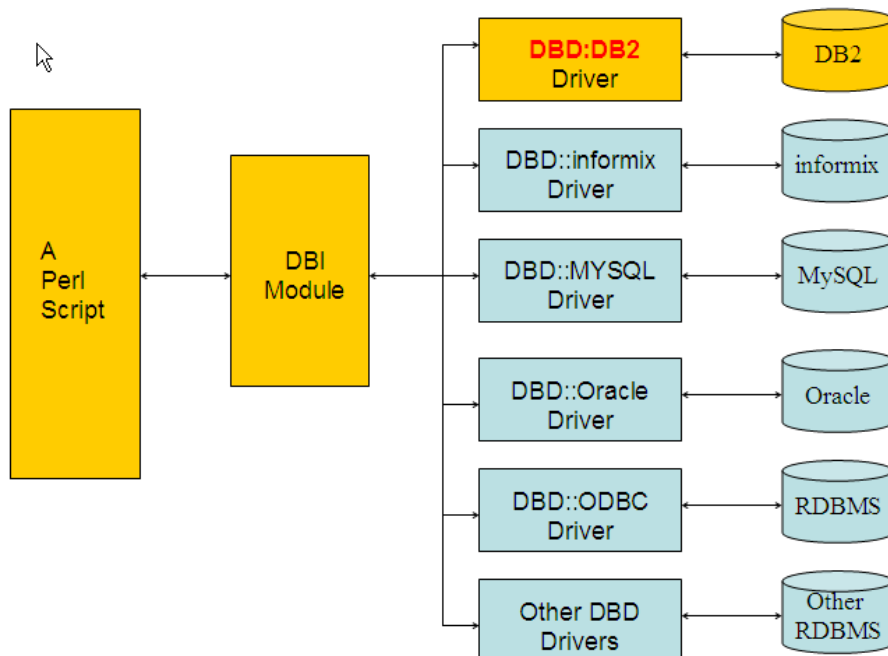 A
Perl
Script
DBI
Module
DBD:DB2
Driver
DB2
DBD::informix
Driver
informix
DBD::MYSQL
Driver
MySQL
DBD::Oracle
Driver
Oracle
DBD::ODBC
Driver
RDBMS
Other DBD
Drivers
Other
RDBMS